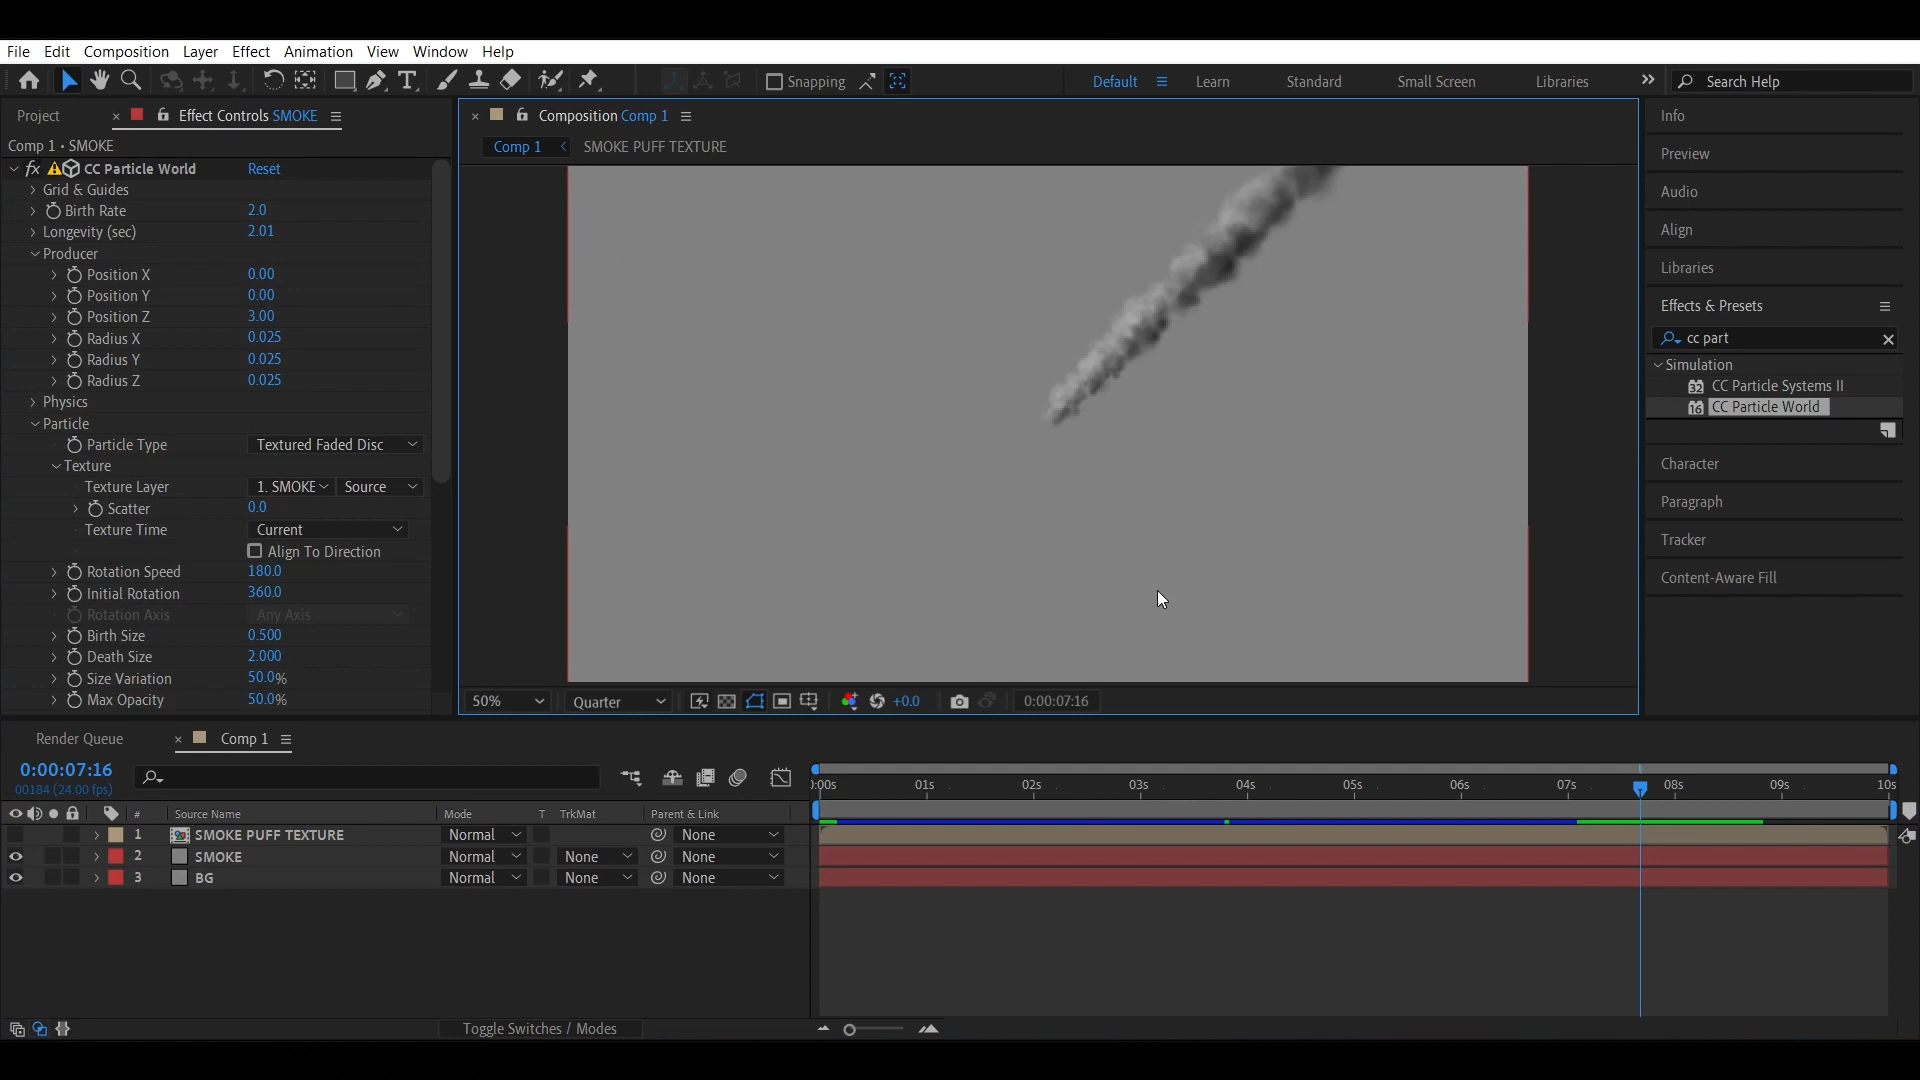 File Edit Composition Layer Effect Animation View Window Help
Snapping Default Learn Standard Small Screen Libraries Search Help
Project Effect Controls SMOKE
Comp 1 • SMOKE
fx CC Particle World Reset
Grid & Guides
Birth Rate 2.0
Longevity (sec) 2.01
Producer
Position X 0.00
Position Y 0.00
Position Z 3.00
Radius X 0.025
Radius Y 0.025
Radius Z 0.025
Physics
Particle
Particle Type Textured Faded Disc
Texture
Texture Layer 1. SMOKE Source
Scatter 0.0
Texture Time Current
Align To Direction
Rotation Speed 180.0
Initial Rotation 360.0
Rotation Axis Any Axis
Birth Size 0.500
Death Size 2.000
Size Variation 50.0%
Max Opacity 50.0%
Composition Comp 1
Comp 1 SMOKE PUFF TEXTURE
50% Quarter +0.0 0:00:07:16
Info
Preview
Audio
Align
Libraries
Effects & Presets
cc part
Simulation
32 CC Particle Systems II
16 CC Particle World
Character
Paragraph
Tracker
Content-Aware Fill
Render Queue Comp 1
0:00:07:16
00184 (24.00 fps)
:00s 01s 02s 03s 04s 05s 06s 07s 08s 09s 10s
# Source Name Mode T TrkMat Parent & Link
1 SMOKE PUFF TEXTURE Normal None
2 SMOKE Normal None None
3 BG Normal None None
Toggle Switches / Modes